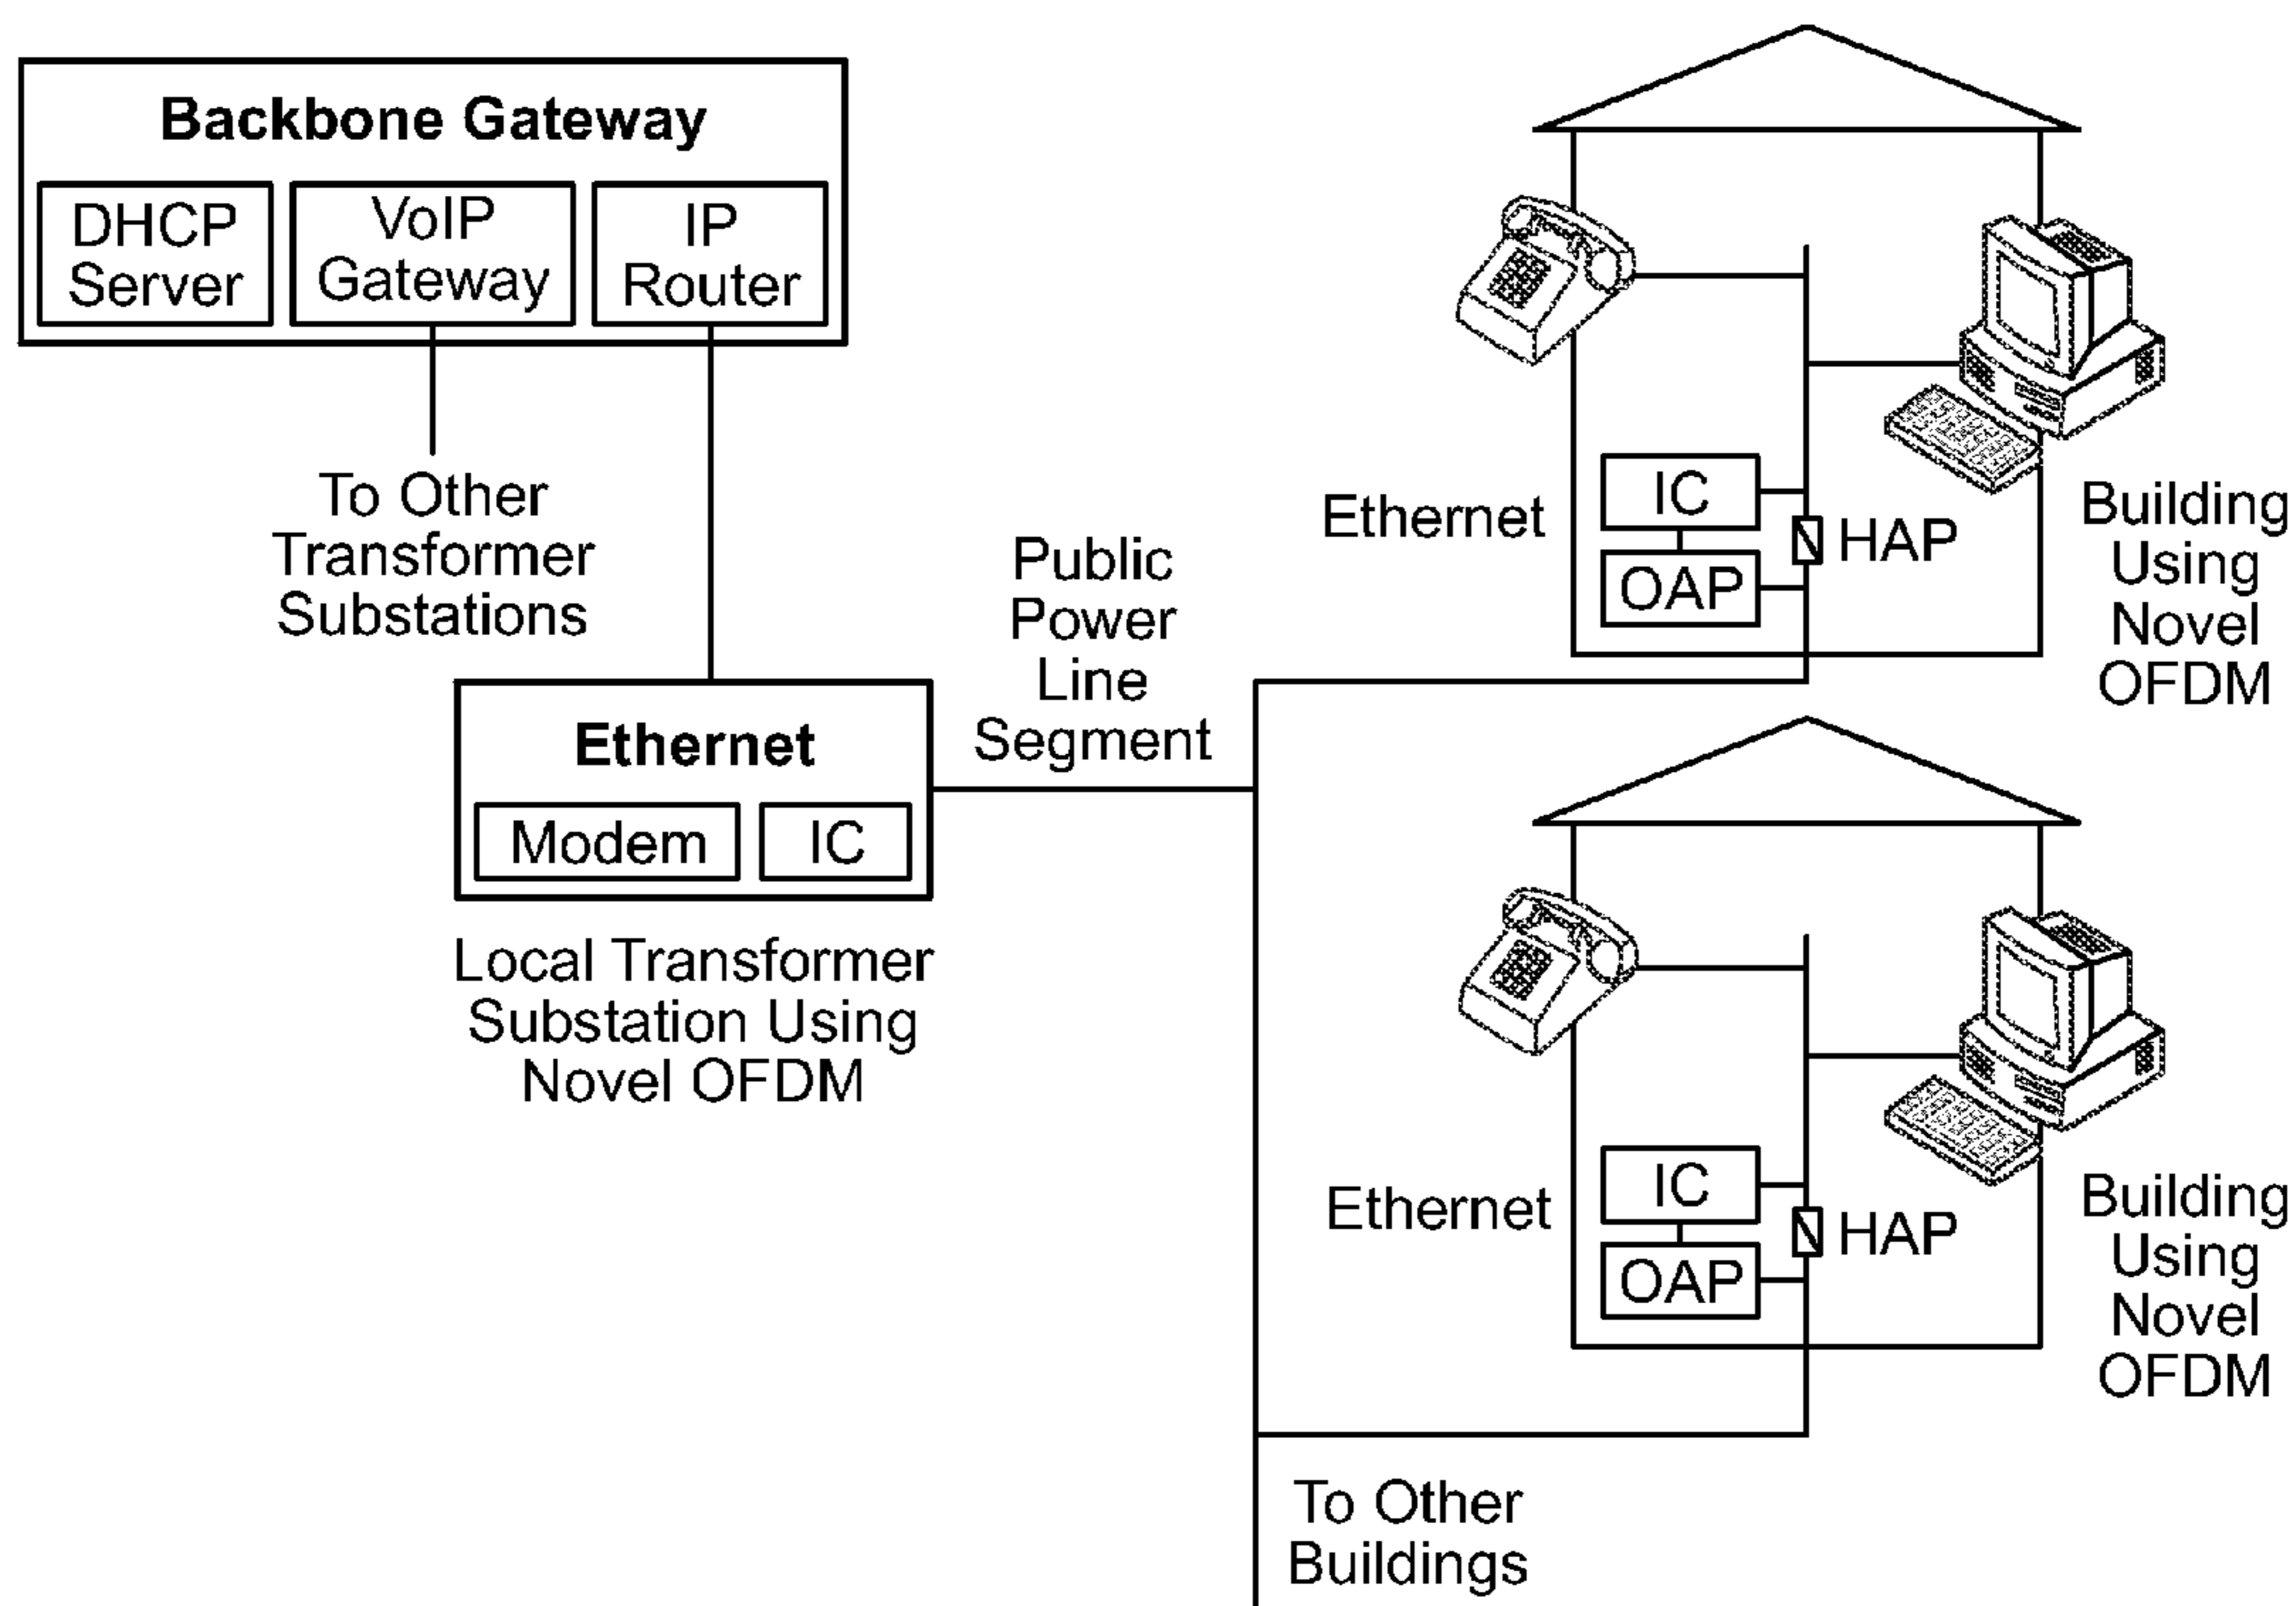 Backbone Gateway
DHCP
Server
VoIP
Gateway
IP
Router
To Other
Transformer
Substations
Ethernet
Modem
IC
Local Transformer
Substation Using
Novel OFDM
Public
Power
Line
Segment
Ethernet
IC
OAP
HAP
Building
Using
Novel
OFDM
Ethernet
IC
OAP
HAP
Building
Using
Novel
OFDM
To Other
Buildings